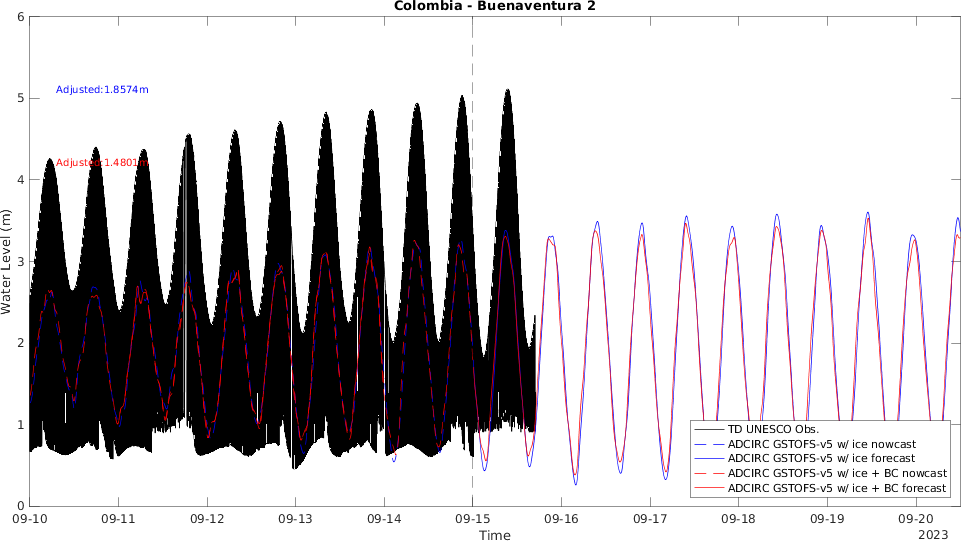 Colombia - Buenaventura 2
6
5
4
3
2
1
0
Water Level (m)
Adjusted:1.8574m
Adjusted:1.4801m
09-10
09-11
09-12
09-13
09-14
09-15
09-16
09-17
09-18
09-19
09-20
Time
2023
TD UNESCO Obs.
ADCIRC GSTOFS-v5 w/ ice nowcast
ADCIRC GSTOFS-v5 w/ ice forecast
ADCIRC GSTOFS-v5 w/ ice + BC nowcast
ADCIRC GSTOFS-v5 w/ ice + BC forecast